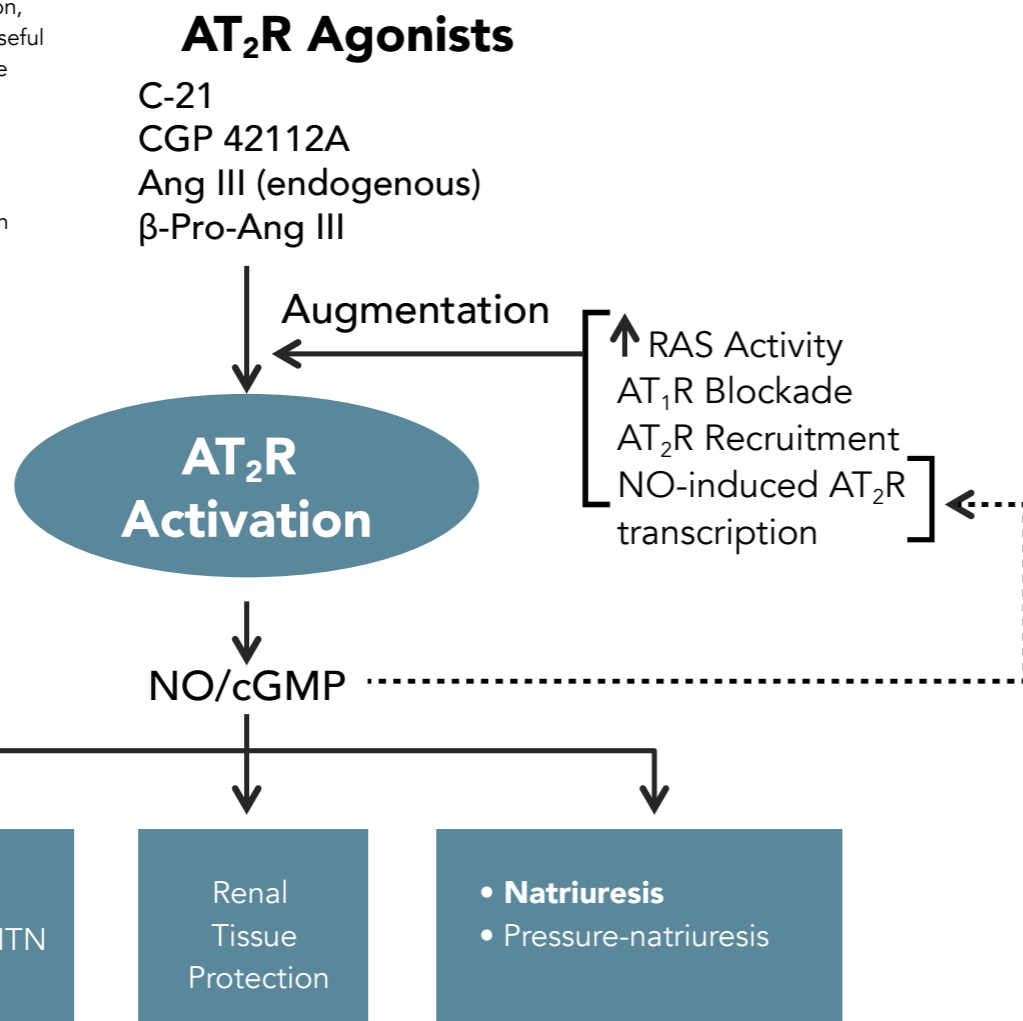 AT₂R Agonists
C-21
CGP 42112A
Ang III (endogenous)
β-Pro-Ang III
Augmentation
↑ RAS Activity
AT₁R Blockade
AT₂R Recruitment
NO-induced AT₂R
transcription
AT₂R
Activation
NO/cGMP
Renal
Tissue
Protection
• Natriuresis
• Pressure-natriuresis